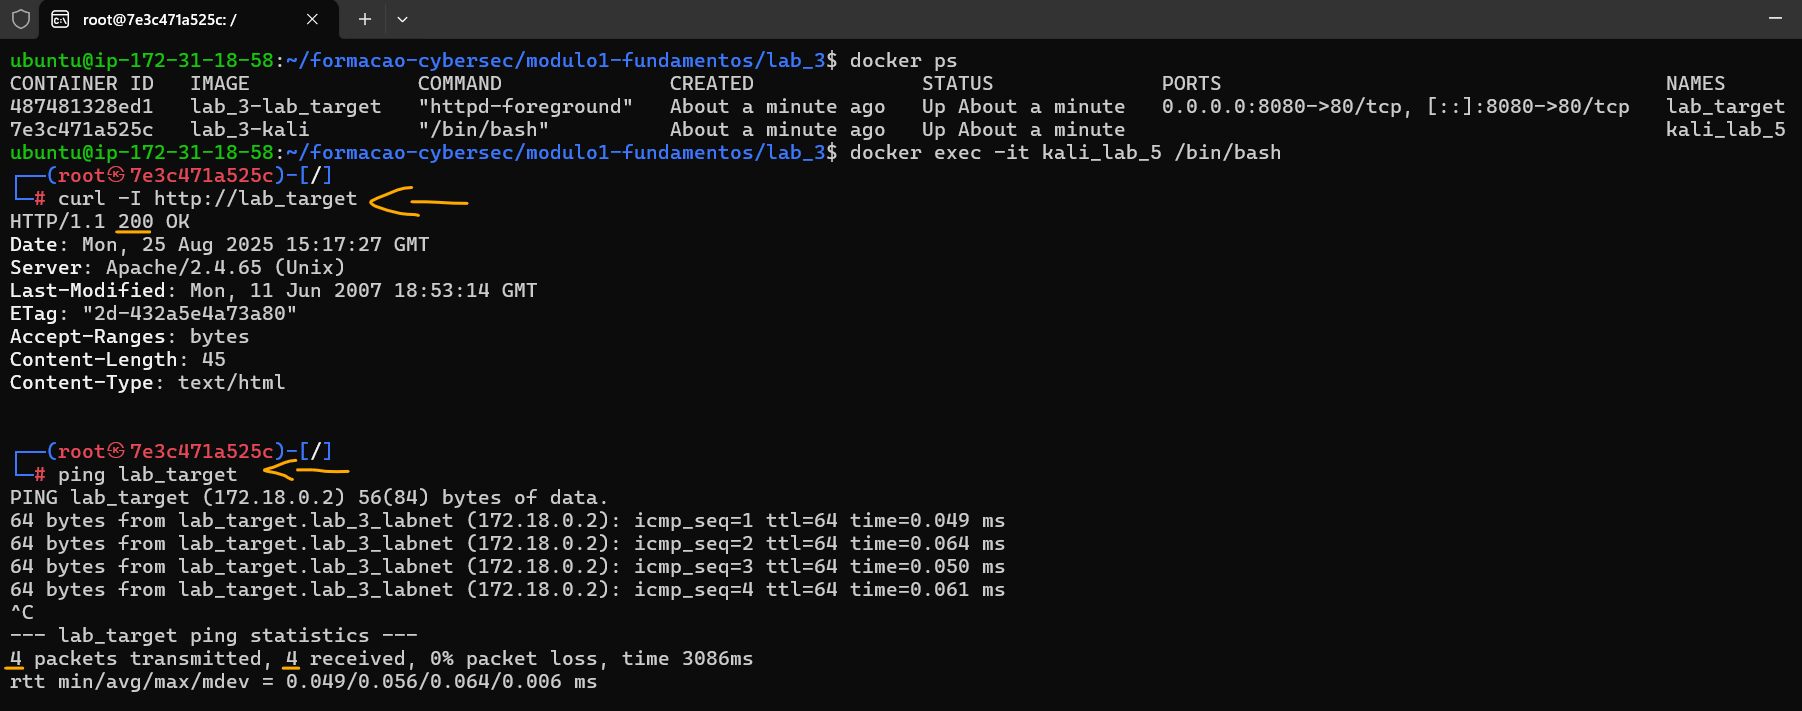 root@7e3c471a525c: /
ubuntu@ip-172-31-18-58:~/formacao-cybersec/modulo1-fundamentos/lab_3$ docker ps
CONTAINER ID   IMAGE              COMMAND              CREATED              STATUS              PORTS                                     NAMES
487481328ed1   lab_3-lab_target   "httpd-foreground"   About a minute ago   Up About a minute   0.0.0.0:8080->80/tcp, [::]:8080->80/tcp   lab_target
7e3c471a525c   lab_3-kali         "/bin/bash"          About a minute ago   Up About a minute                                             kali_lab_5
ubuntu@ip-172-31-18-58:~/formacao-cybersec/modulo1-fundamentos/lab_3$ docker exec -it kali_lab_5 /bin/bash
┌──(root㉿7e3c471a525c)-[/]
└─# curl -I http://lab_target
HTTP/1.1 200 OK
Date: Mon, 25 Aug 2025 15:17:27 GMT
Server: Apache/2.4.65 (Unix)
Last-Modified: Mon, 11 Jun 2007 18:53:14 GMT
ETag: "2d-432a5e4a73a80"
Accept-Ranges: bytes
Content-Length: 45
Content-Type: text/html
┌──(root㉿7e3c471a525c)-[/]
└─# ping lab_target
PING lab_target (172.18.0.2) 56(84) bytes of data.
64 bytes from lab_target.lab_3_labnet (172.18.0.2): icmp_seq=1 ttl=64 time=0.049 ms
64 bytes from lab_target.lab_3_labnet (172.18.0.2): icmp_seq=2 ttl=64 time=0.064 ms
64 bytes from lab_target.lab_3_labnet (172.18.0.2): icmp_seq=3 ttl=64 time=0.050 ms
64 bytes from lab_target.lab_3_labnet (172.18.0.2): icmp_seq=4 ttl=64 time=0.061 ms
^C
--- lab_target ping statistics ---
4 packets transmitted, 4 received, 0% packet loss, time 3086ms
rtt min/avg/max/mdev = 0.049/0.056/0.064/0.006 ms